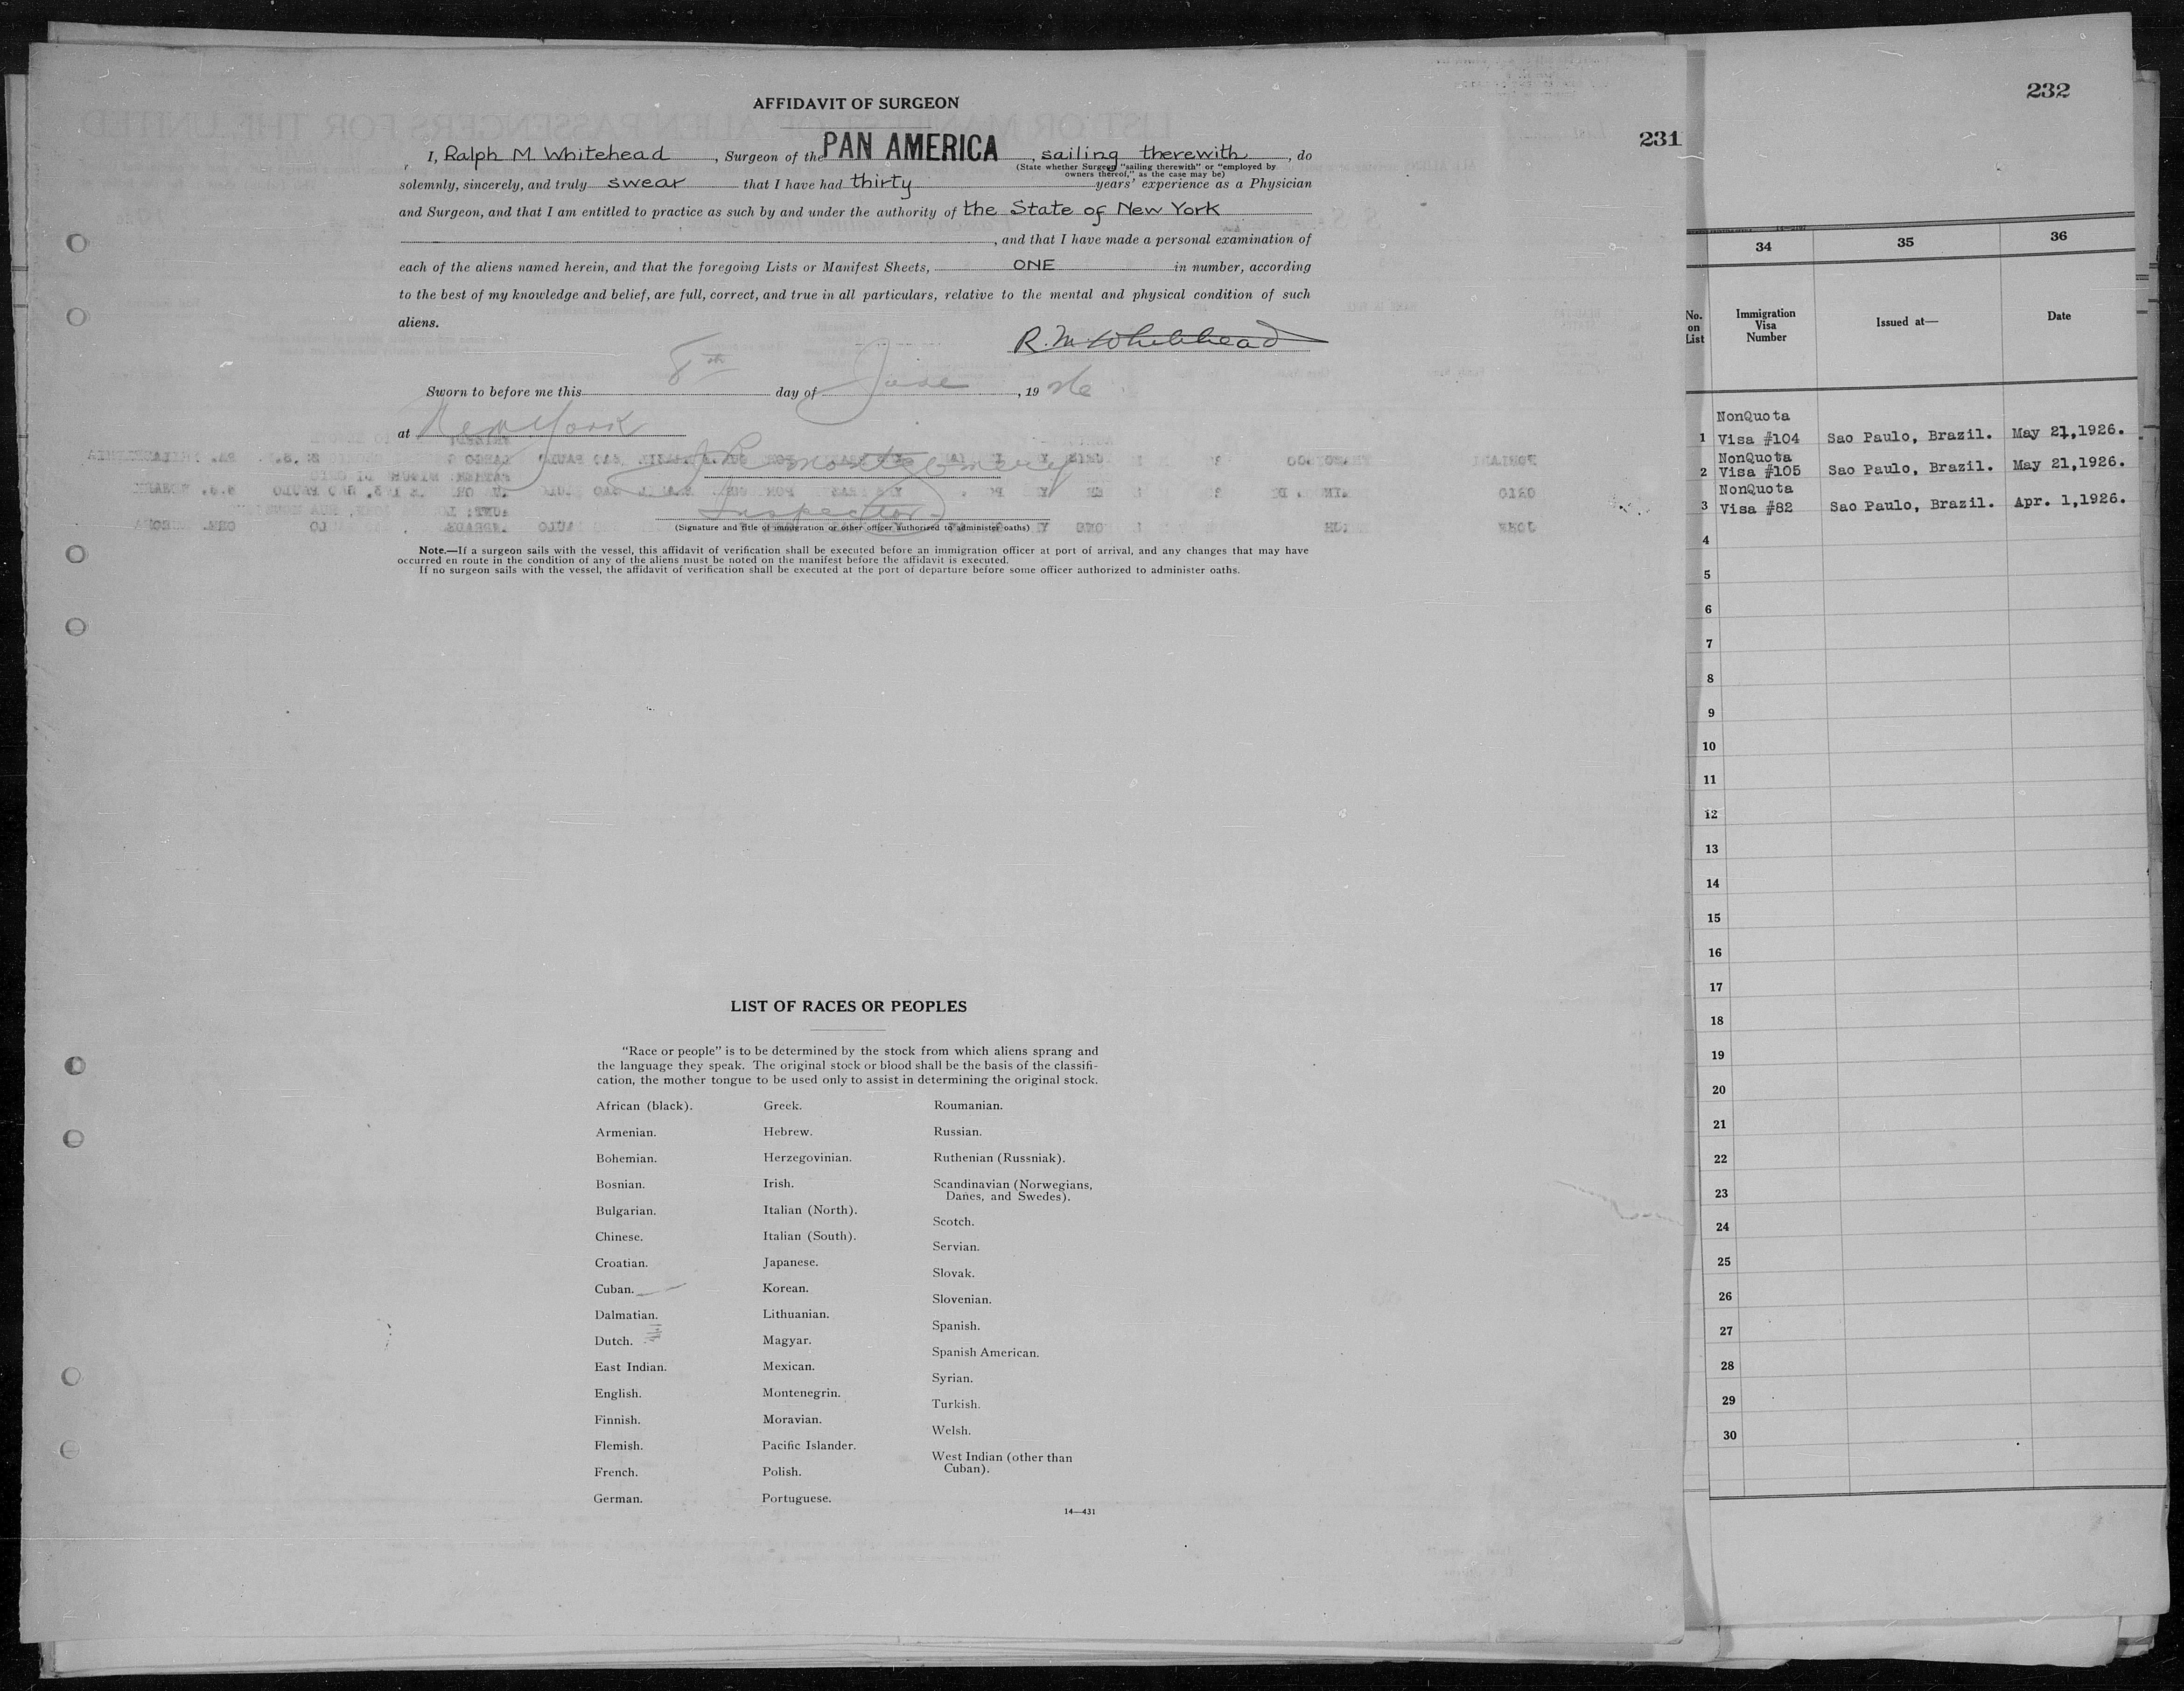 AFFIDAVIT OF SURGEON
231
I, Ralph M Whitehead, Surgeon of the PAN AMERICA, sailing therewith, do
(State whether Surgeon "sailing therewith" or "employed by
owners thereof," as the case may be)
solemnly, sincerely, and truly swear that I have had thirty years' experience as a Physician
and Surgeon, and that I am entitled to practice as such by and under the authority of the State of New York
, and that I have made a personal examination of
each of the aliens named herein, and that the foregoing Lists or Manifest Sheets, ONE in number, according
to the best of my knowledge and belief, are full, correct, and true in all particulars, relative to the mental and physical condition of such
aliens.
R. M Whitehead
Sworn to before me this 8th day of June, 19 26
at New York
J R Montgomery
Inspector
(Signature and title of immigration or other officer authorized to administer oaths)
Note.—If a surgeon sails with the vessel, this affidavit of verification shall be executed before an immigration officer at port of arrival, and any changes that may have
occurred en route in the condition of any of the aliens must be noted on the manifest before the affidavit is executed.
If no surgeon sails with the vessel, the affidavit of verification shall be executed at the port of departure before some officer authorized to administer oaths.
LIST OF RACES OR PEOPLES
"Race or people" is to be determined by the stock from which aliens sprang and
the language they speak. The original stock or blood shall be the basis of the classifi-
cation, the mother tongue to be used only to assist in determining the original stock.
African (black).
Armenian.
Bohemian.
Bosnian.
Bulgarian.
Chinese.
Croatian.
Cuban.
Dalmatian.
Dutch.
East Indian.
English.
Finnish.
Flemish.
French.
German.
Greek.
Hebrew.
Herzegovinian.
Irish.
Italian (North).
Italian (South).
Japanese.
Korean.
Lithuanian.
Magyar.
Mexican.
Montenegrin.
Moravian.
Pacific Islander.
Polish.
Portuguese.
Roumanian.
Russian.
Ruthenian (Russniak).
Scandinavian (Norwegians,
Danes, and Swedes).
Scotch.
Servian.
Slovak.
Slovenian.
Spanish.
Spanish American.
Syrian.
Turkish.
Welsh.
West Indian (other than
Cuban).
14—431
232
34 35 36
No.
on
List
Immigration
Visa
Number
Issued at—
Date
NonQuota
1 Visa #104 Sao Paulo, Brazil. May 21,1926.
NonQuota
2 Visa #105 Sao Paulo, Brazil. May 21,1926.
NonQuota
3 Visa #82 Sao Paulo, Brazil. Apr. 1,1926.
4
5
6
7
8
9
10
11
12
13
14
15
16
17
18
19
20
21
22
23
24
25
26
27
28
29
30